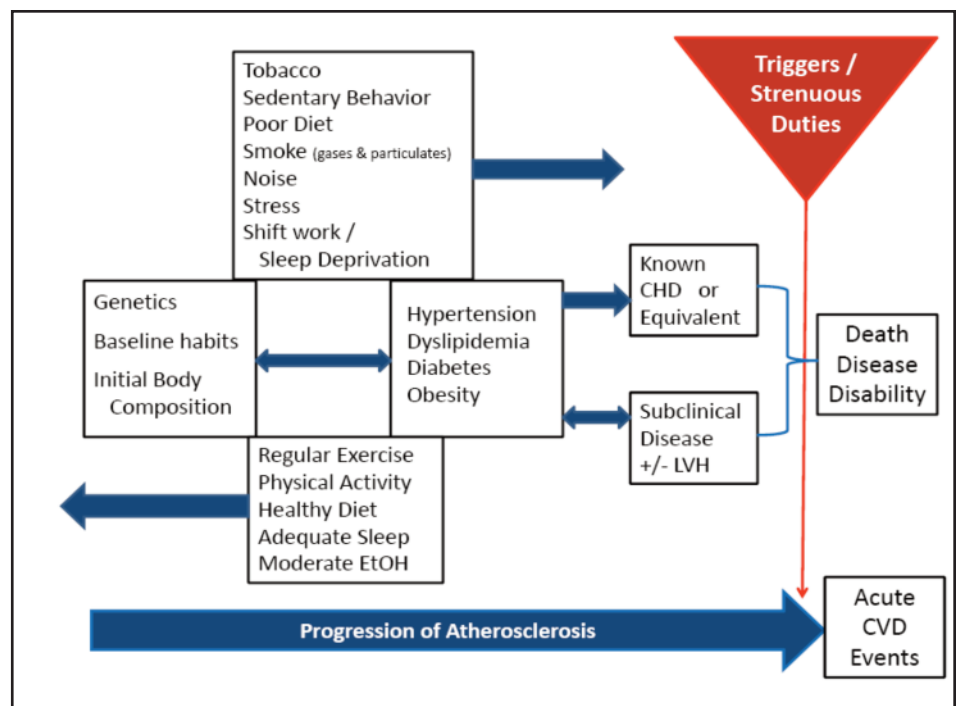 Tobacco
Sedentary Behavior
Poor Diet
Smoke (gases & particulates)
Noise
Stress
Shift work /
Sleep Deprivation
Triggers /
Strenuous
Duties
Genetics
Baseline habits
Initial Body
Composition
Hypertension
Dyslipidemia
Diabetes
Obesity
Known
CHD or
Equivalent
Subclinical
Disease
+/- LVH
Death
Disease
Disability
Regular Exercise
Physical Activity
Healthy Diet
Adequate Sleep
Moderate EtOH
Progression of Atherosclerosis
Acute
CVD
Events